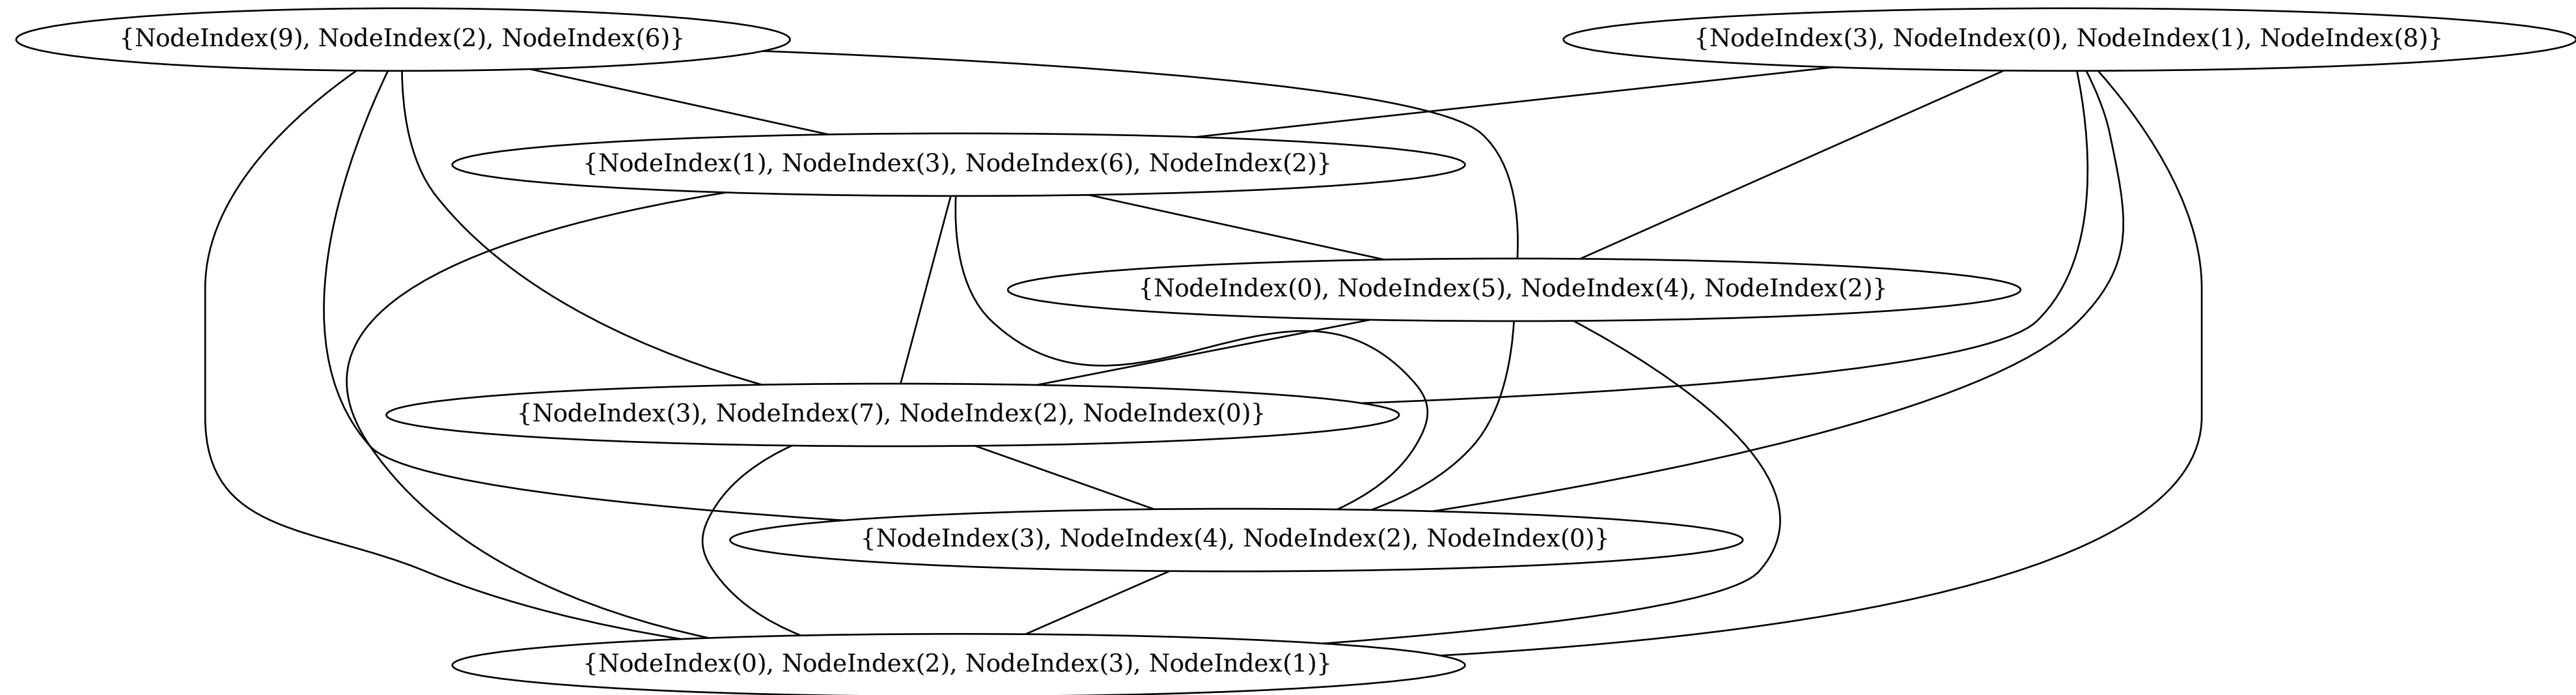 {NodeIndex(9), NodeIndex(2), NodeIndex(6)}
{NodeIndex(3), NodeIndex(0), NodeIndex(1), NodeIndex(8)}
{NodeIndex(1), NodeIndex(3), NodeIndex(6), NodeIndex(2)}
{NodeIndex(0), NodeIndex(5), NodeIndex(4), NodeIndex(2)}
{NodeIndex(3), NodeIndex(7), NodeIndex(2), NodeIndex(0)}
{NodeIndex(3), NodeIndex(4), NodeIndex(2), NodeIndex(0)}
{NodeIndex(0), NodeIndex(2), NodeIndex(3), NodeIndex(1)}